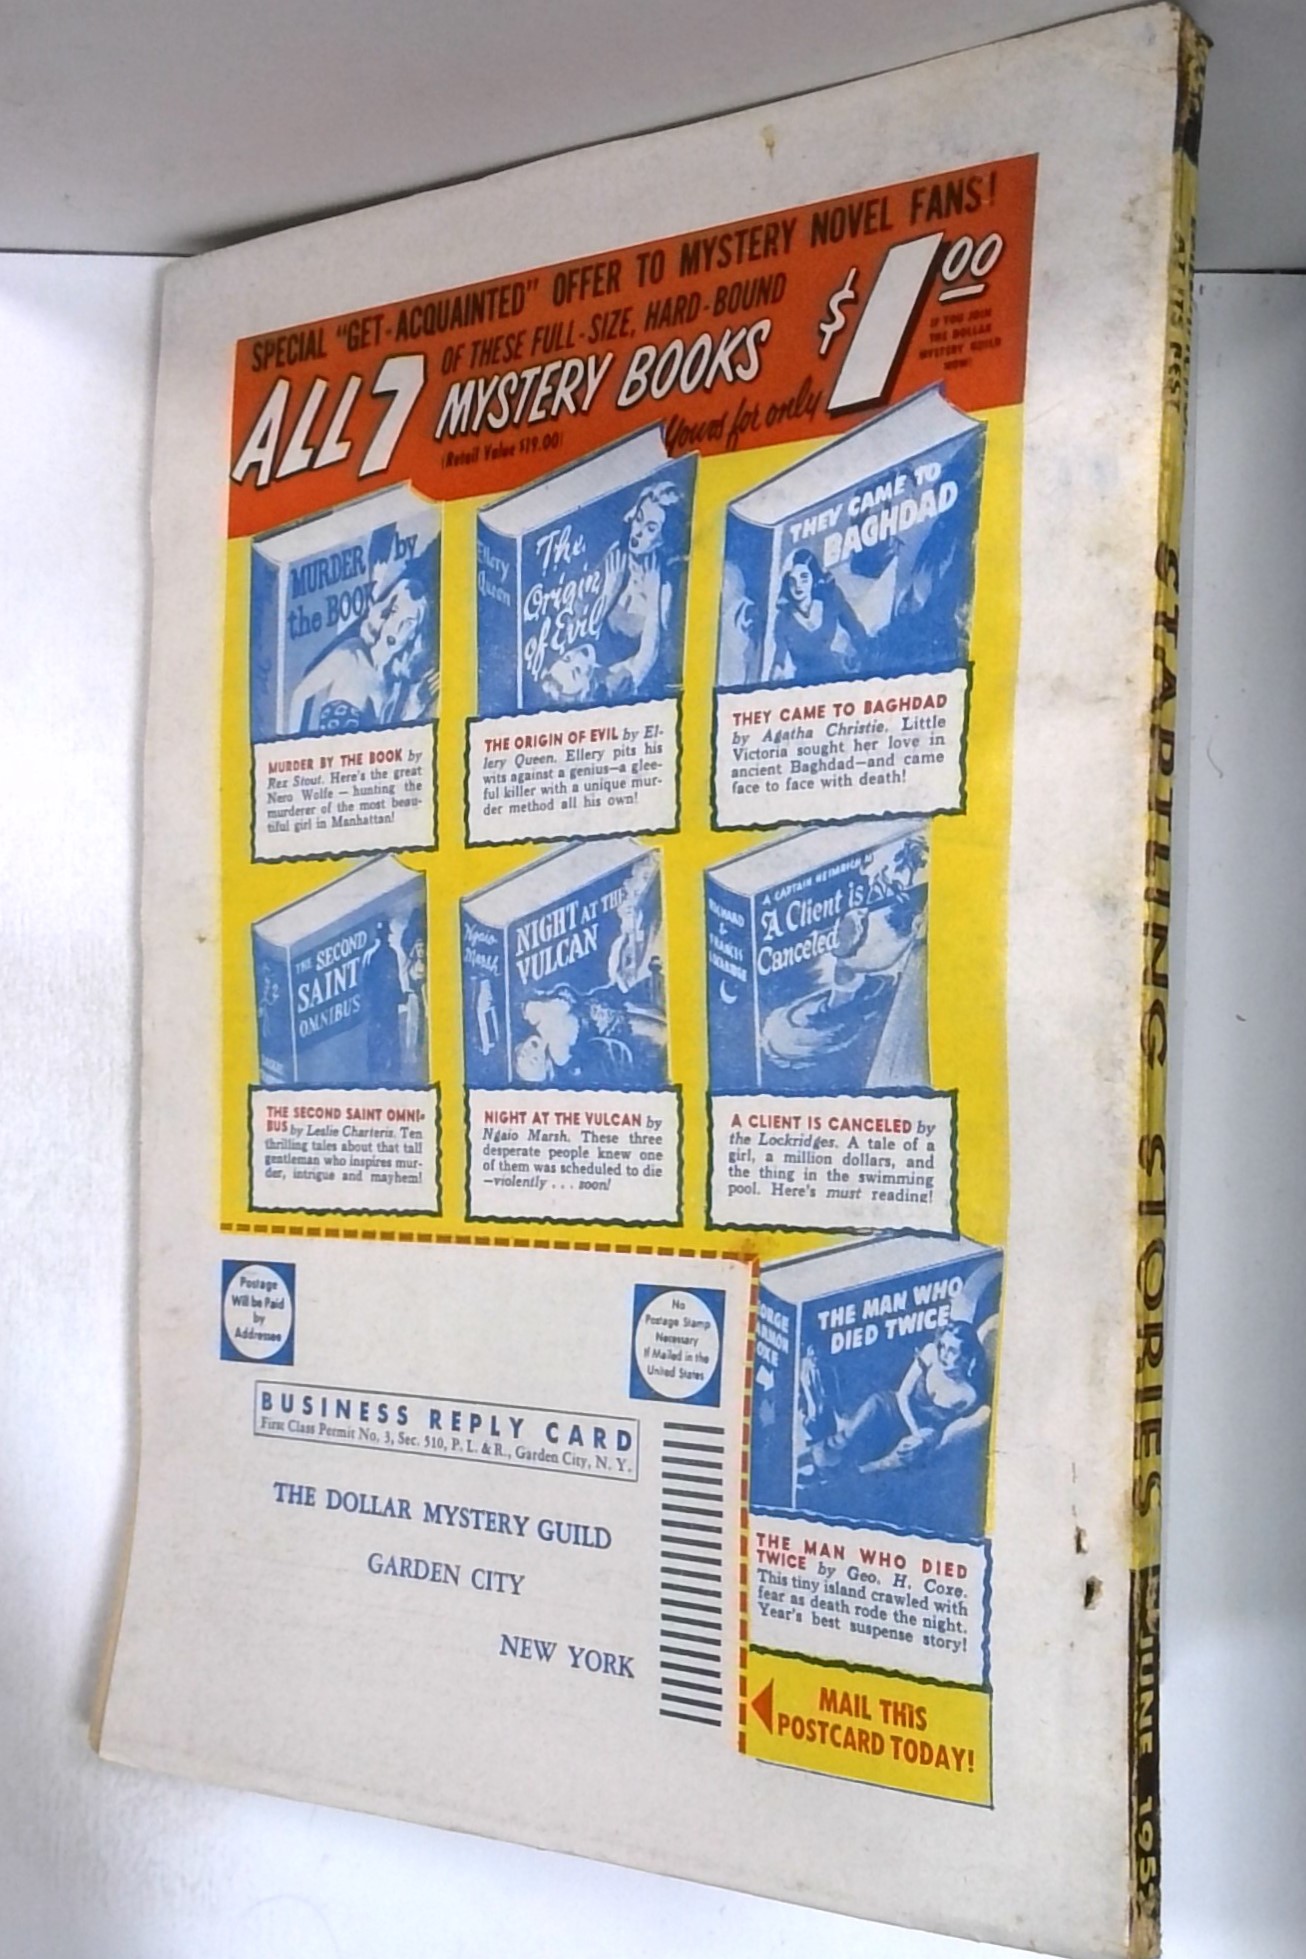 SPECIAL "GET-ACQUAINTED" OFFER TO MYSTERY NOVEL FANS!
ALL 7
OF THESE FULL-SIZE, HARD-BOUND
MYSTERY BOOKS
(Retail Value $19.00)
Yours for only
$1.00
IF YOU JOIN
THE DOLLAR
MYSTERY GUILD
NOW!
MURDER by
the BOOK
Ellery
Queen
The
Origin
of Evil
THEY CAME TO
BAGHDAD
MURDER BY THE BOOK by
Rex Stout. Here's the great
Nero Wolfe — hunting the
murderer of the most beau-
tiful girl in Manhattan!
THE ORIGIN OF EVIL by El-
lery Queen. Ellery pits his
wits against a genius—a glee-
ful killer with a unique mur-
der method all his own!
THEY CAME TO BAGHDAD
by Agatha Christie. Little
Victoria sought her love in
ancient Baghdad—and came
face to face with death!
THE SECOND
SAINT
OMNIBUS
Ngaio
Marsh
NIGHT AT THE
VULCAN
RICHARD
&
FRANCES
LOCKRIDGE
A CAPTAIN HEIMRICH
A Client is
Canceled
THE SECOND SAINT OMNI-
BUS by Leslie Charteris. Ten
thrilling tales about that tall
gentleman who inspires mur-
der, intrigue and mayhem!
NIGHT AT THE VULCAN by
Ngaio Marsh. These three
desperate people knew one
of them was scheduled to die
—violently . . . soon!
A CLIENT IS CANCELED by
the Lockridges. A tale of a
girl, a million dollars, and
the thing in the swimming
pool. Here's must reading!
Postage
Will be Paid
by
Addressee
No
Postage Stamp
Necessary
If Mailed in the
United States
BUSINESS REPLY CARD
First Class Permit No. 3, Sec. 510, P. L. & R., Garden City, N. Y.
THE DOLLAR MYSTERY GUILD
GARDEN CITY
NEW YORK
THE MAN WHO
DIED TWICE
THE MAN WHO DIED
TWICE by Geo. H. Coxe.
This tiny island crawled with
fear as death rode the night.
Year's best suspense story!
MAIL THIS
POSTCARD TODAY!
AT ITS BEST
STARTLING STORIES
JUNE 195